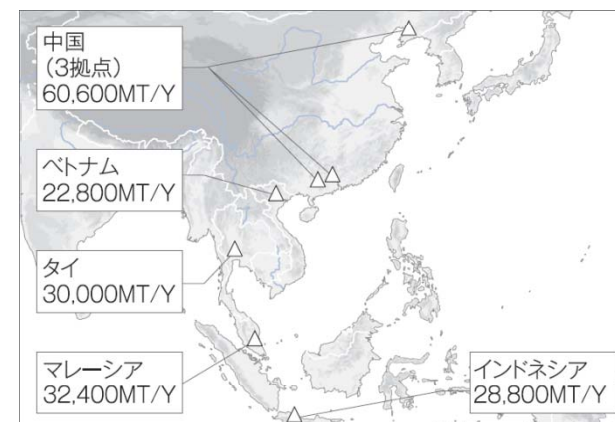 中国
（3拠点）
60,600MT/Y
ベトナム
22,800MT/Y
タイ
30,000MT/Y
マレーシア
32,400MT/Y
インドネシア
28,800MT/Y